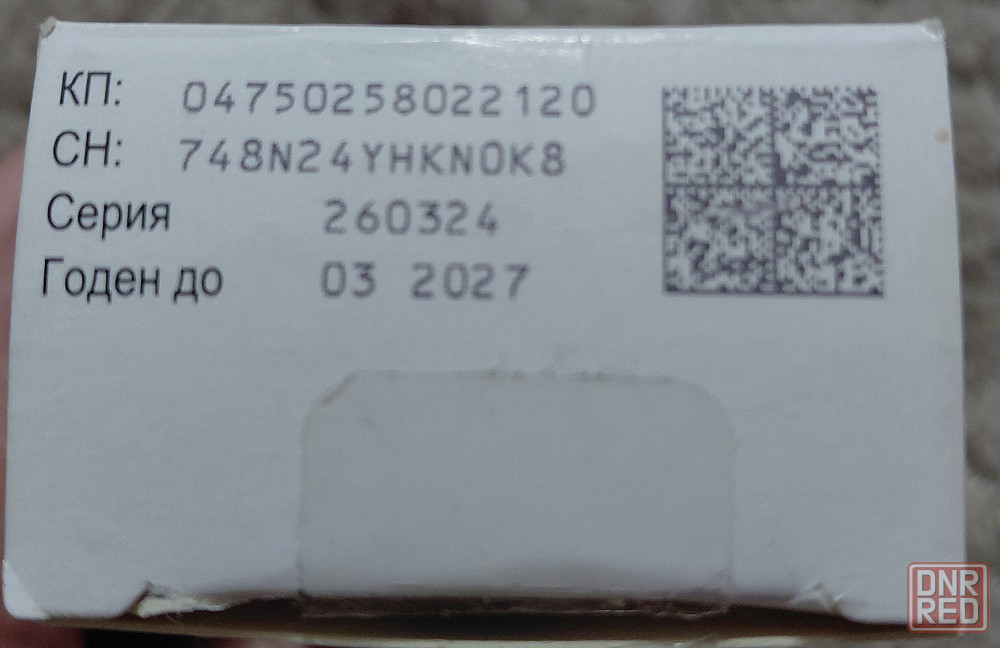 КП: 04750258022120
СН: 748N24YHKN0K8
Серия 260324
Годен до 03 2027
DNR
RED